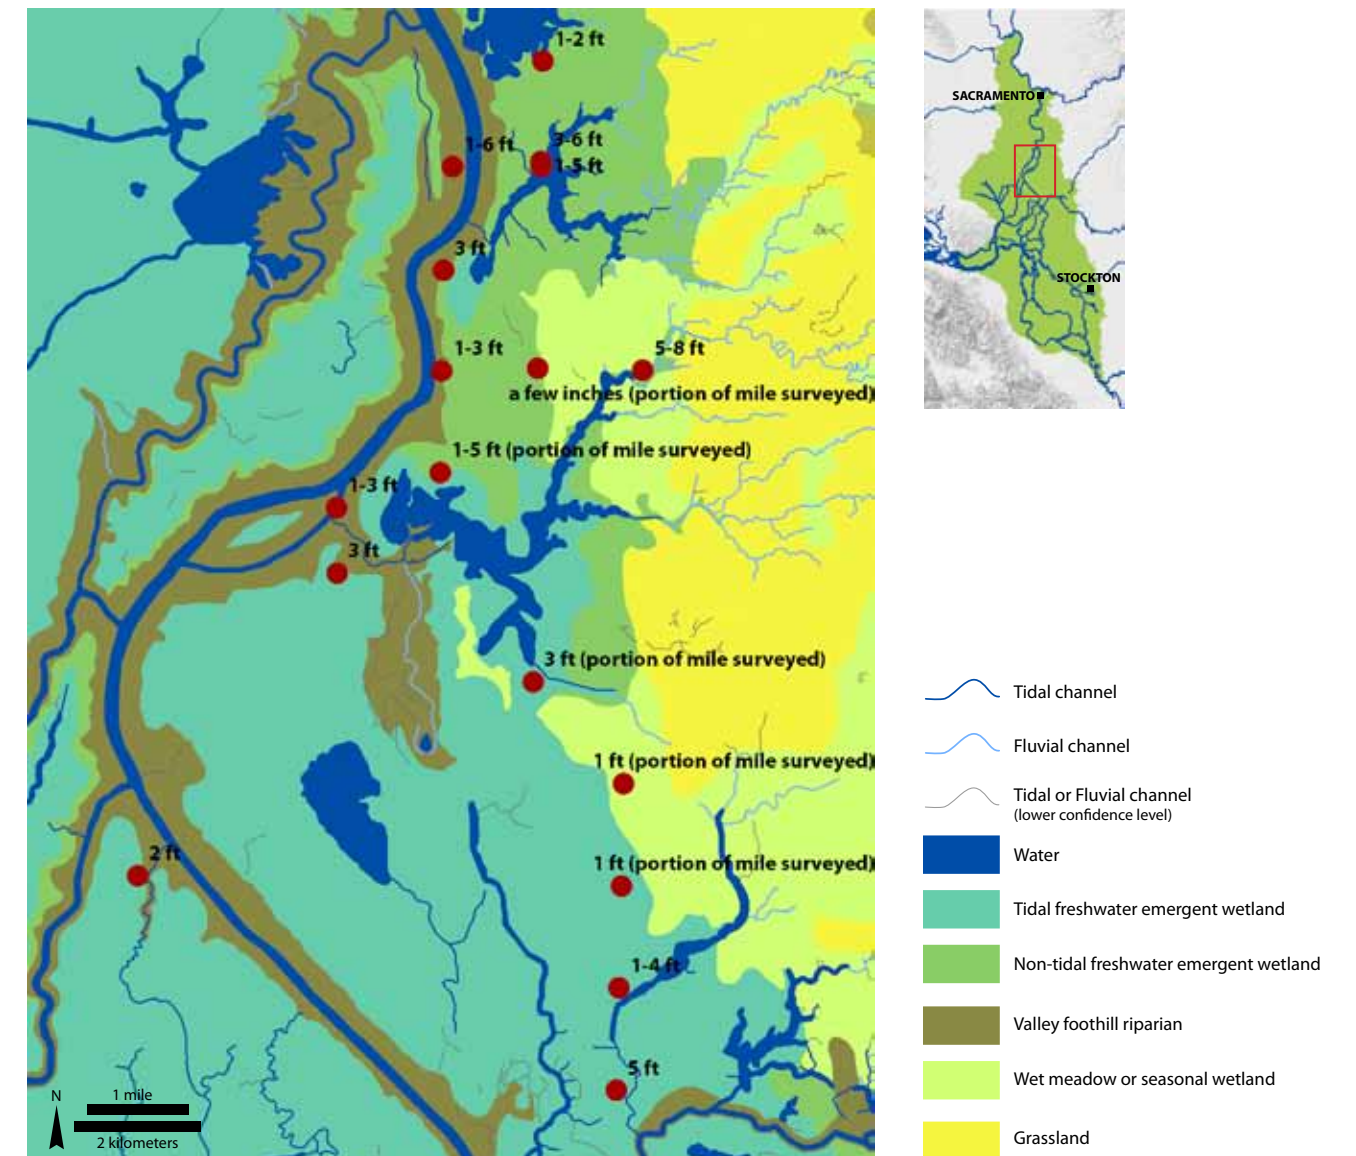 1-2 ft
1-6 ft
3-6 ft
1-5 ft
3 ft
1-3 ft
5-8 ft
a few inches (portion of mile surveyed)
1-5 ft (portion of mile surveyed)
1-3 ft
3 ft
3 ft (portion of mile surveyed)
1 ft (portion of mile surveyed)
2 ft
1 ft (portion of mile surveyed)
1-4 ft
5 ft
N
1 mile
2 kilometers
SACRAMENTO
STOCKTON
Tidal channel
Fluvial channel
Tidal or Fluvial channel
(lower confidence level)
Water
Tidal freshwater emergent wetland
Non-tidal freshwater emergent wetland
Valley foothill riparian
Wet meadow or seasonal wetland
Grassland